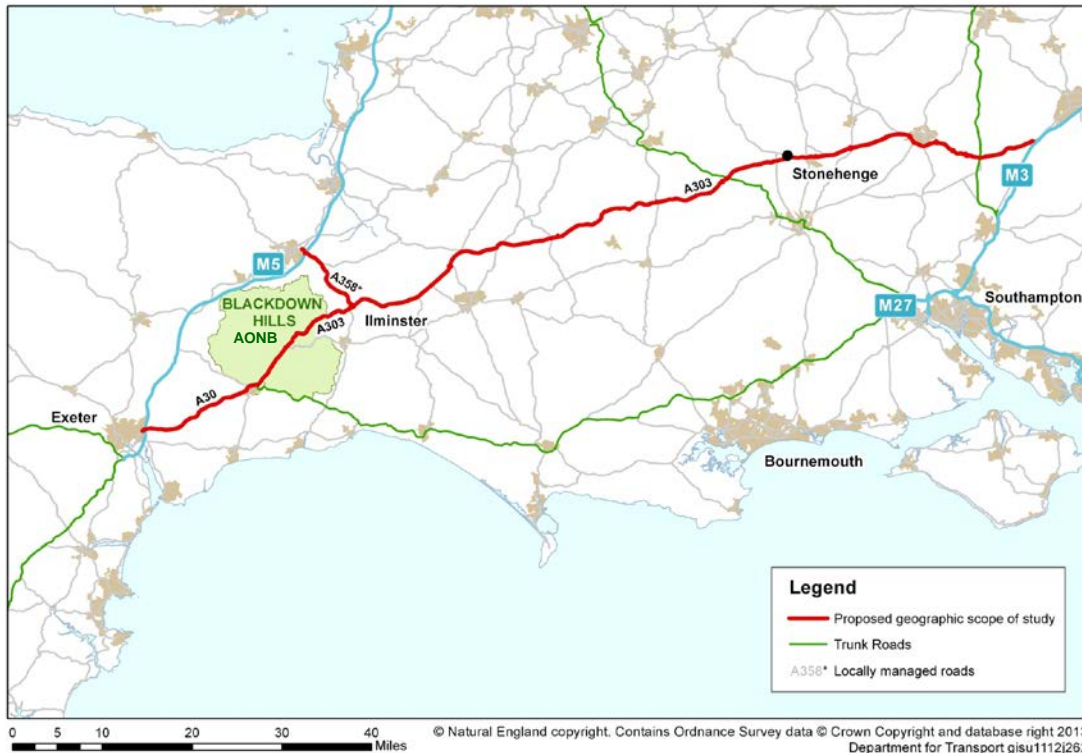 M3
Stonehenge
A303
M5
A358*
BLACKDOWN
HILLS
AONB
A303
Ilminster
M27
Southampton
A30
Exeter
Bournemouth
Legend
Proposed geographic scope of study
Trunk Roads
A358* Locally managed roads
0 5 10 20 30 40
Miles
© Natural England copyright. Contains Ordnance Survey data © Crown Copyright and database right
Department for Transport